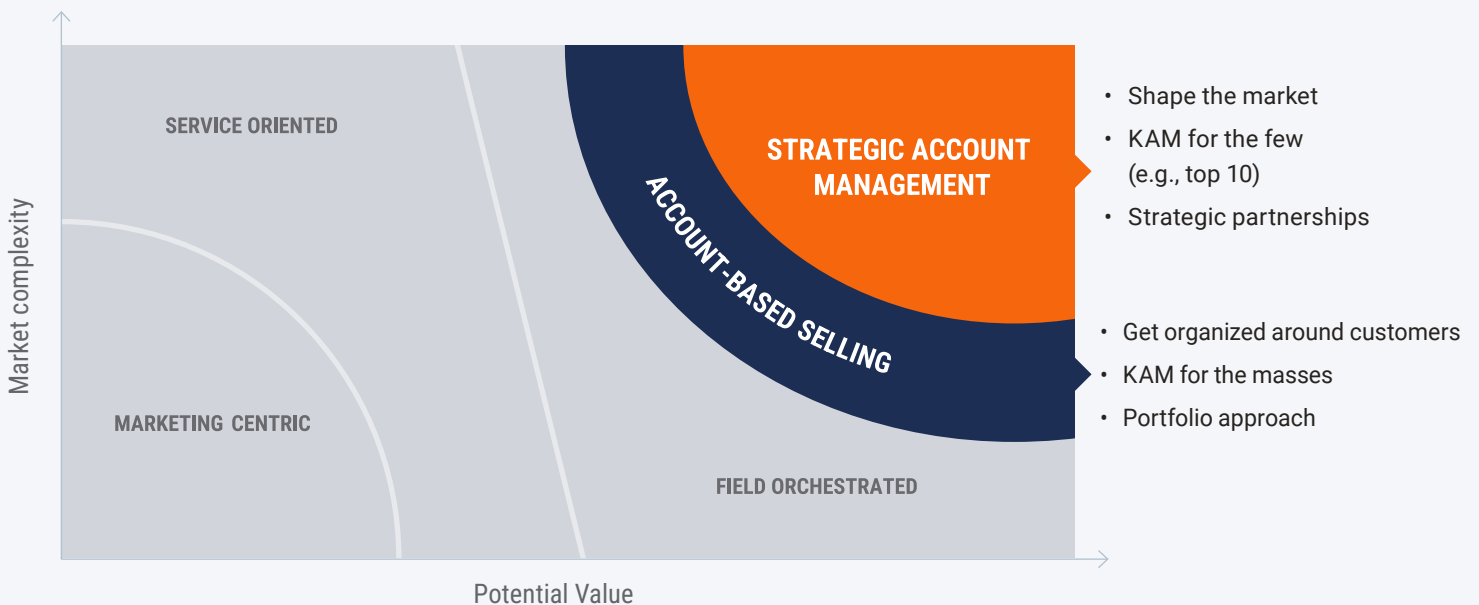 Market complexity
SERVICE ORIENTED
MARKETING CENTRIC
STRATEGIC ACCOUNT
MANAGEMENT
ACCOUNT-BASED SELLING
FIELD ORCHESTRATED
• Shape the market
• KAM for the few
(e.g., top 10)
• Strategic partnerships
• Get organized around customers
• KAM for the masses
• Portfolio approach
Potential Value